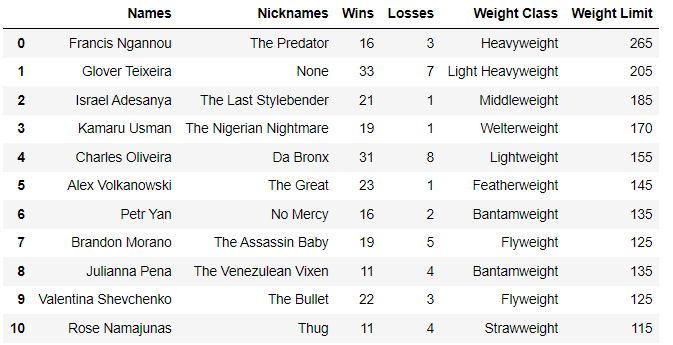 Names Nicknames Wins Losses Weight Class Weight Limit
0 Francis Ngannou The Predator 16 3 Heavyweight 265
1 Glover Teixeira None 33 7 Light Heavyweight 205
2 Israel Adesanya The Last Stylebender 21 1 Middleweight 185
3 Kamaru Usman The Nigerian Nightmare 19 1 Welterweight 170
4 Charles Oliveira Da Bronx 31 8 Lightweight 155
5 Alex Volkanowski The Great 23 1 Featherweight 145
6 Petr Yan No Mercy 16 2 Bantamweight 135
7 Brandon Morano The Assassin Baby 19 5 Flyweight 125
8 Julianna Pena The Venezulean Vixen 11 4 Bantamweight 135
9 Valentina Shevchenko The Bullet 22 3 Flyweight 125
10 Rose Namajunas Thug 11 4 Strawweight 115